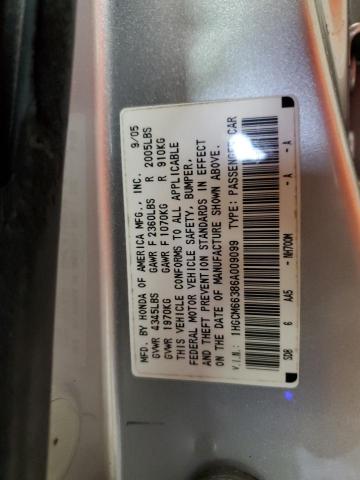 MFD. BY HONDA OF AMERICA MFG., INC. 9/05
GVWR 4345LBS GAWR F 2360LBS R 2005LBS
GVWR 1970KG GAWR F 1070KG R 910KG
THIS VEHICLE CONFORMS TO ALL APPLICABLE
FEDERAL MOTOR VEHICLE SAFETY, BUMPER,
AND THEFT PREVENTION STANDARDS IN EFFECT
ON THE DATE OF MANUFACTURE SHOWN ABOVE.
V.I.N.: 1HGCM66386A009099 TYPE: PASSENGER CAR
SDB 6 AA5 NH700M -A -A